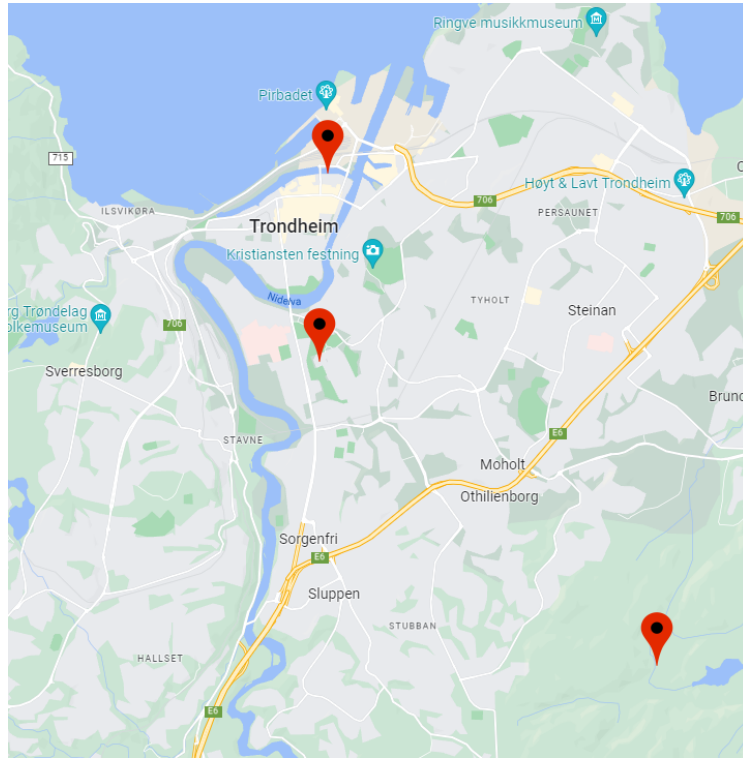 Ringve musikkmuseum
Pirbadet
715
Høyt & Lavt Trondheim
706
ILSVIKØRA
PERSAUNET
706
Trondheim
Kristiansten festning
Nidelva
TYHOLT
Steinan
rg Trøndelag
olkemuseum
706
Sverresborg
Brund
STAVNE
E6
Moholt
Othilienborg
Sorgenfri
E6
Sluppen
STUBBAN
HALLSET
E6